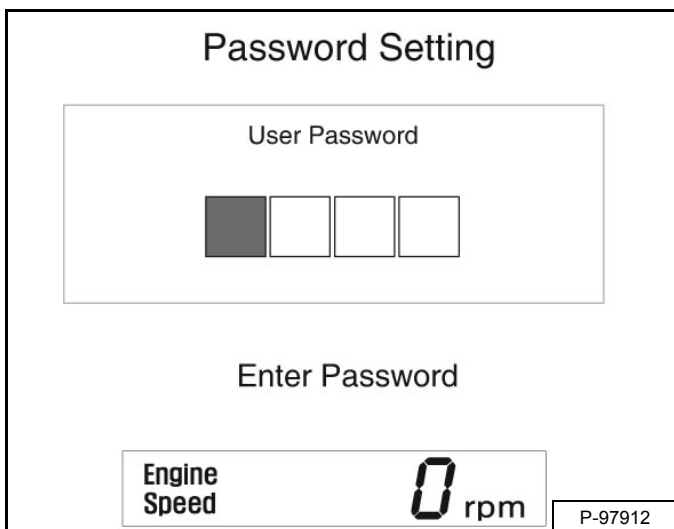 Password Setting
User Password
Enter Password
Engine
Speed
0 rpm
P-97912